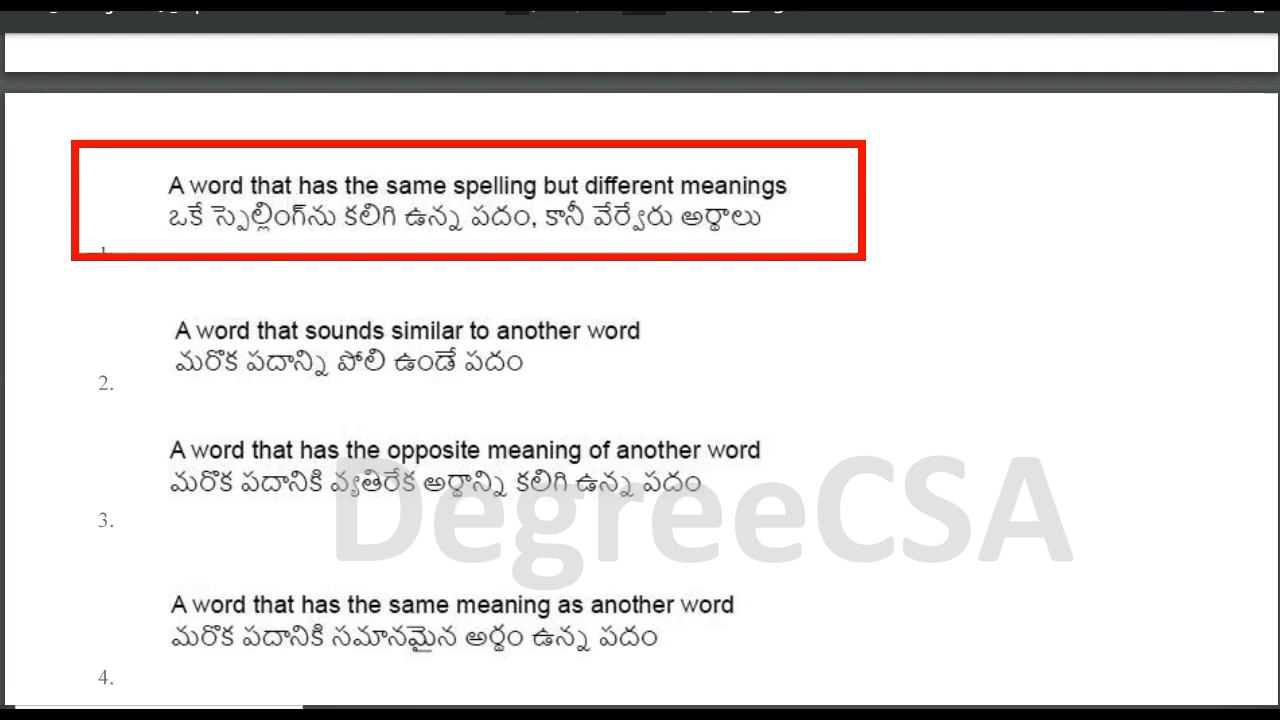 A word that has the same spelling but different meanings
ఒకే స్పెల్లింగ్‌ను కలిగి ఉన్న పదం, కానీ వేర్వేరు అర్థాలు
A word that sounds similar to another word
మరొక పదాన్ని పోలి ఉండే పదం
2.
A word that has the opposite meaning of another word
మరొక పదానికి వ్యతిరేక అర్థాన్ని కలిగి ఉన్న పదం
DegreeCSA
3.
A word that has the same meaning as another word
మరొక పదానికి సమానమైన అర్థం ఉన్న పదం
4.